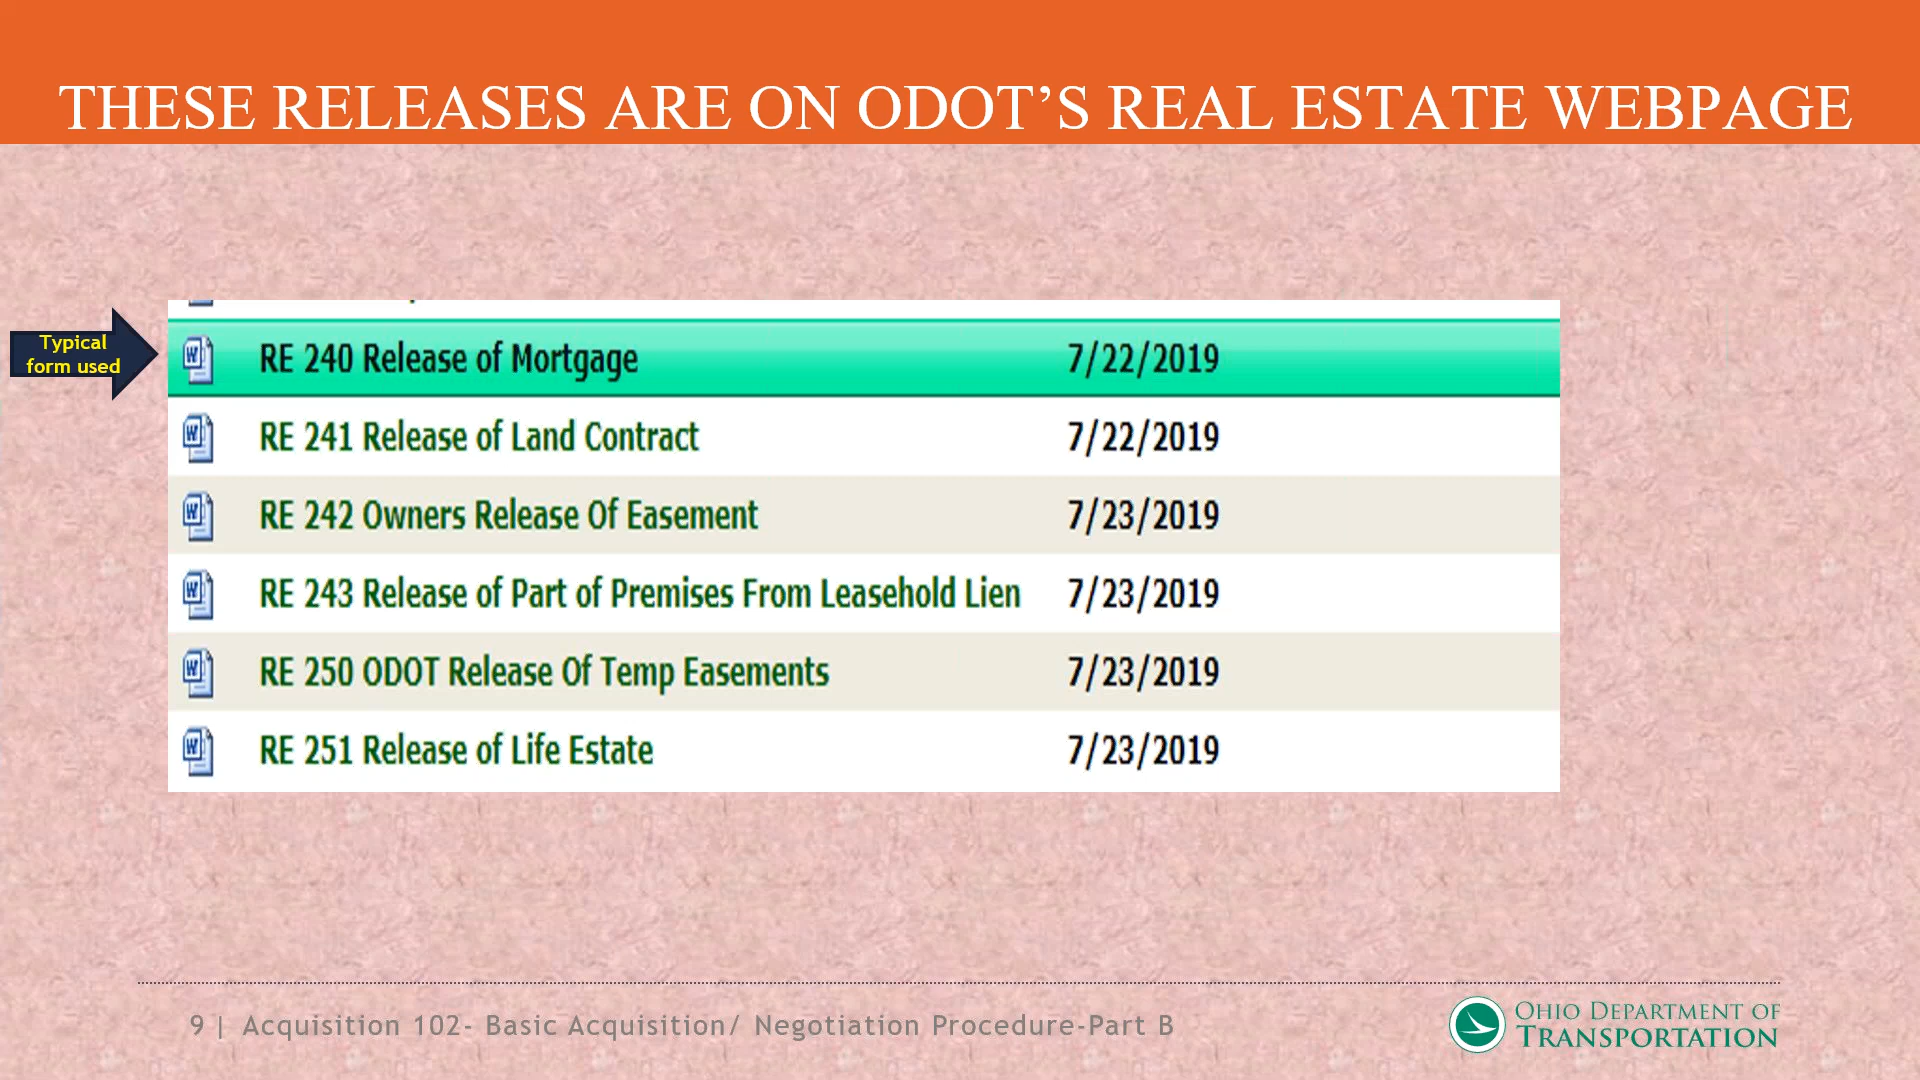 THESE RELEASES ARE ON ODOT’S REAL ESTATE WEBPAGE
Typical
form used
RE 240 Release of Mortgage 7/22/2019
RE 241 Release of Land Contract 7/22/2019
RE 242 Owners Release Of Easement 7/23/2019
RE 243 Release of Part of Premises From Leasehold Lien 7/23/2019
RE 250 ODOT Release Of Temp Easements 7/23/2019
RE 251 Release of Life Estate 7/23/2019
9 | Acquisition 102- Basic Acquisition/ Negotiation Procedure-Part B
OHIO DEPARTMENT OF
TRANSPORTATION